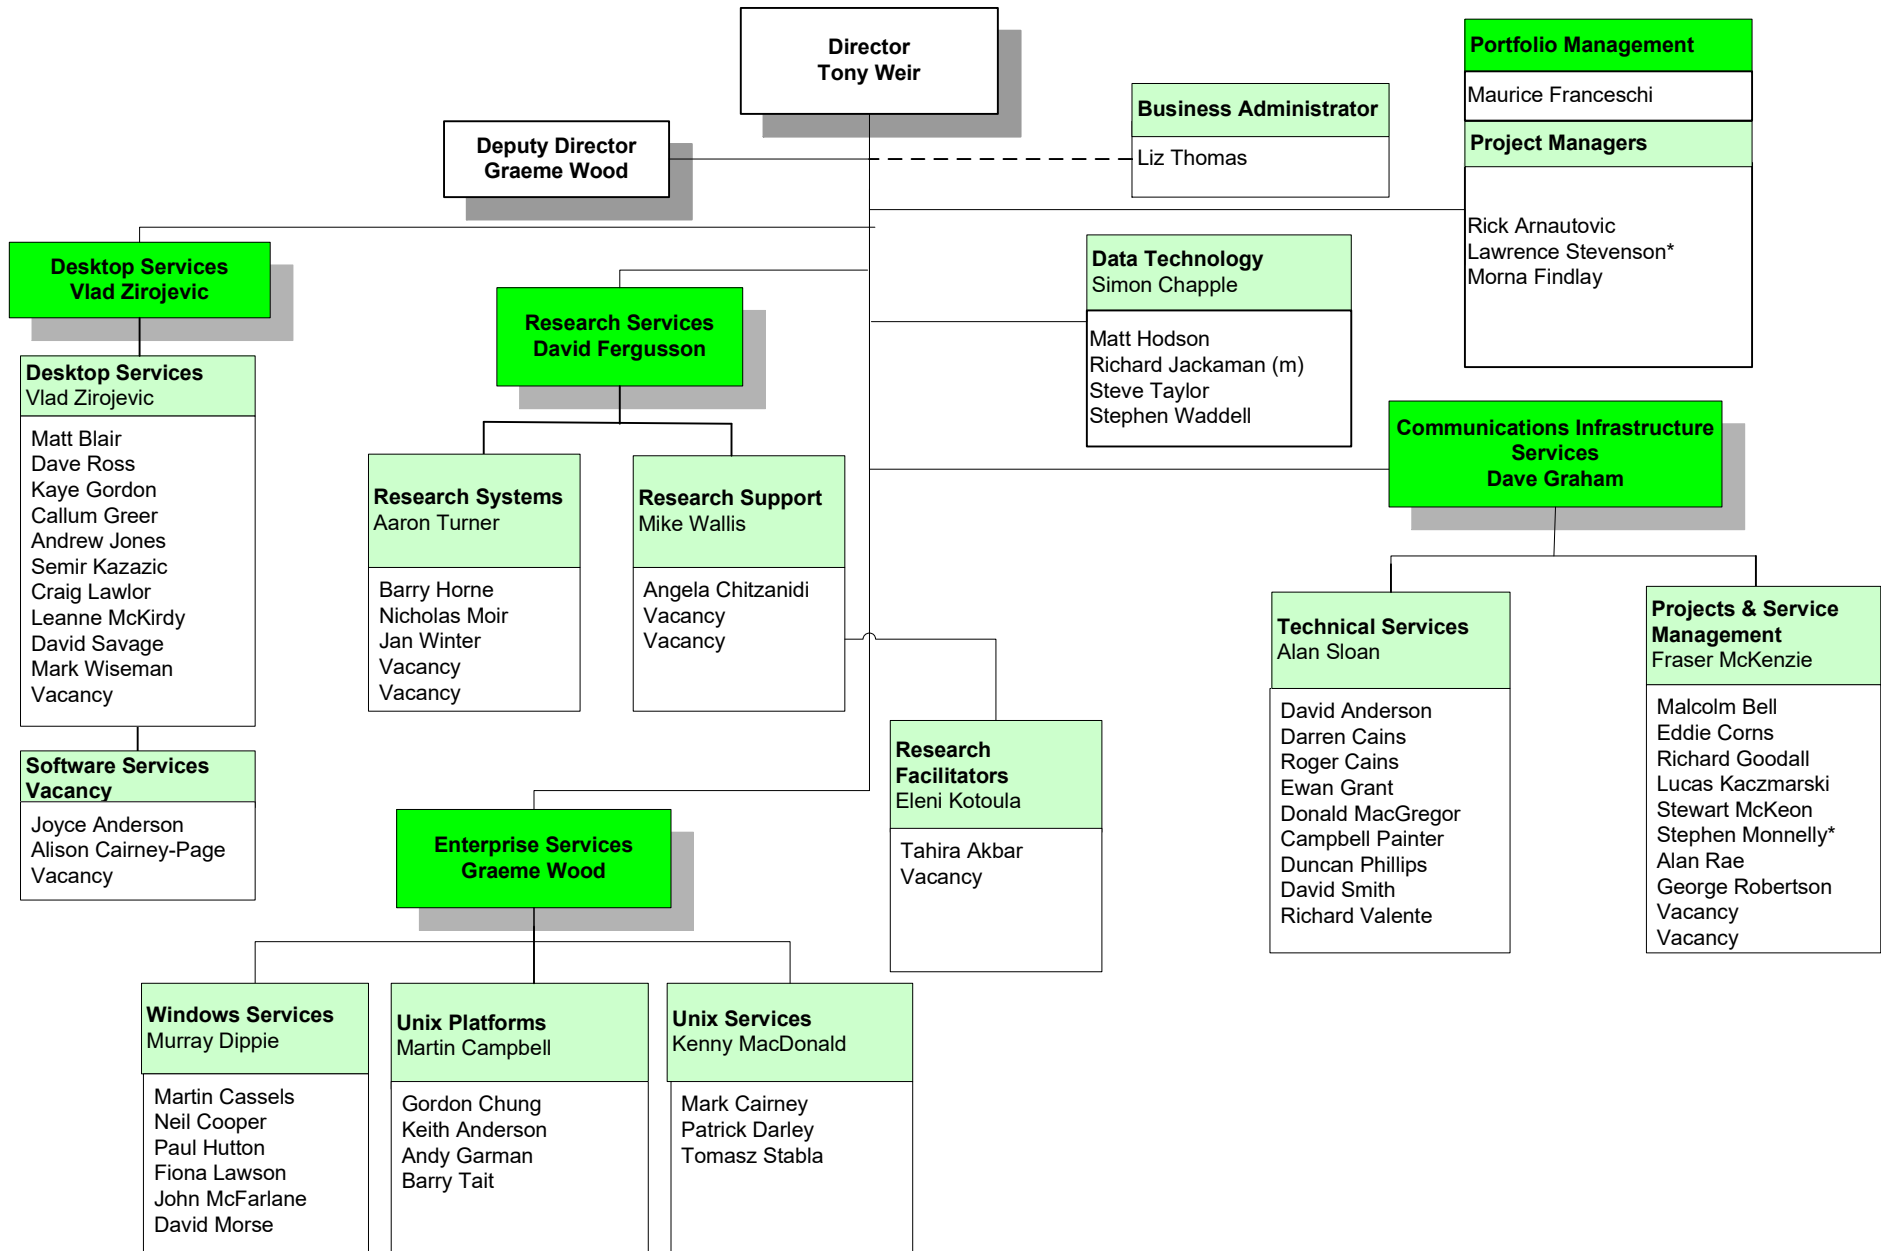 Director
Tony Weir
Deputy Director
Graeme Wood
Business Administrator
Liz Thomas
Portfolio Management
Maurice Franceschi
Project Managers
Rick Arnautovic
Lawrence Stevenson*
Morna Findlay
Desktop Services
Vlad Zirojevic
Desktop Services
Vlad Zirojevic
Matt Blair
Dave Ross
Kaye Gordon
Callum Greer
Andrew Jones
Semir Kazazic
Craig Lawlor
Leanne McKirdy
David Savage
Mark Wiseman
Vacancy
Software Services
Vacancy
Joyce Anderson
Alison Cairney-Page
Vacancy
Research Services
David Fergusson
Research Systems
Aaron Turner
Barry Horne
Nicholas Moir
Jan Winter
Vacancy
Vacancy
Research Support
Mike Wallis
Angela Chitzanidi
Vacancy
Vacancy
Research
Facilitators
Eleni Kotoula
Tahira Akbar
Vacancy
Data Technology
Simon Chapple
Matt Hodson
Richard Jackaman (m)
Steve Taylor
Stephen Waddell
Communications Infrastructure
Services
Dave Graham
Technical Services
Alan Sloan
David Anderson
Darren Cains
Roger Cains
Ewan Grant
Donald MacGregor
Campbell Painter
Duncan Phillips
David Smith
Richard Valente
Projects & Service
Management
Fraser McKenzie
Malcolm Bell
Eddie Corns
Richard Goodall
Lucas Kaczmarski
Stewart McKeon
Stephen Monnelly*
Alan Rae
George Robertson
Vacancy
Vacancy
Enterprise Services
Graeme Wood
Windows Services
Murray Dippie
Martin Cassels
Neil Cooper
Paul Hutton
Fiona Lawson
John McFarlane
David Morse
Unix Platforms
Martin Campbell
Gordon Chung
Keith Anderson
Andy Garman
Barry Tait
Unix Services
Kenny MacDonald
Mark Cairney
Patrick Darley
Tomasz Stabla